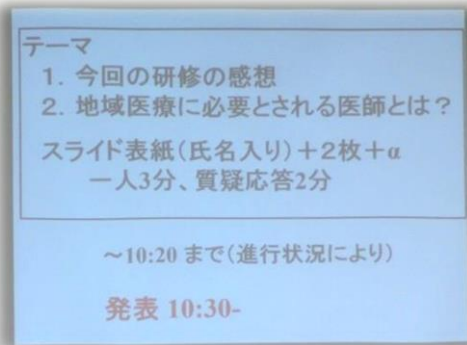 テーマ
1. 今回の研修の感想
2. 地域医療に必要とされる医師とは?
スライド表紙(氏名入り)+2枚+α
一人3分、質疑応答2分
~10:20 まで(進行状況により)
発表 10:30-